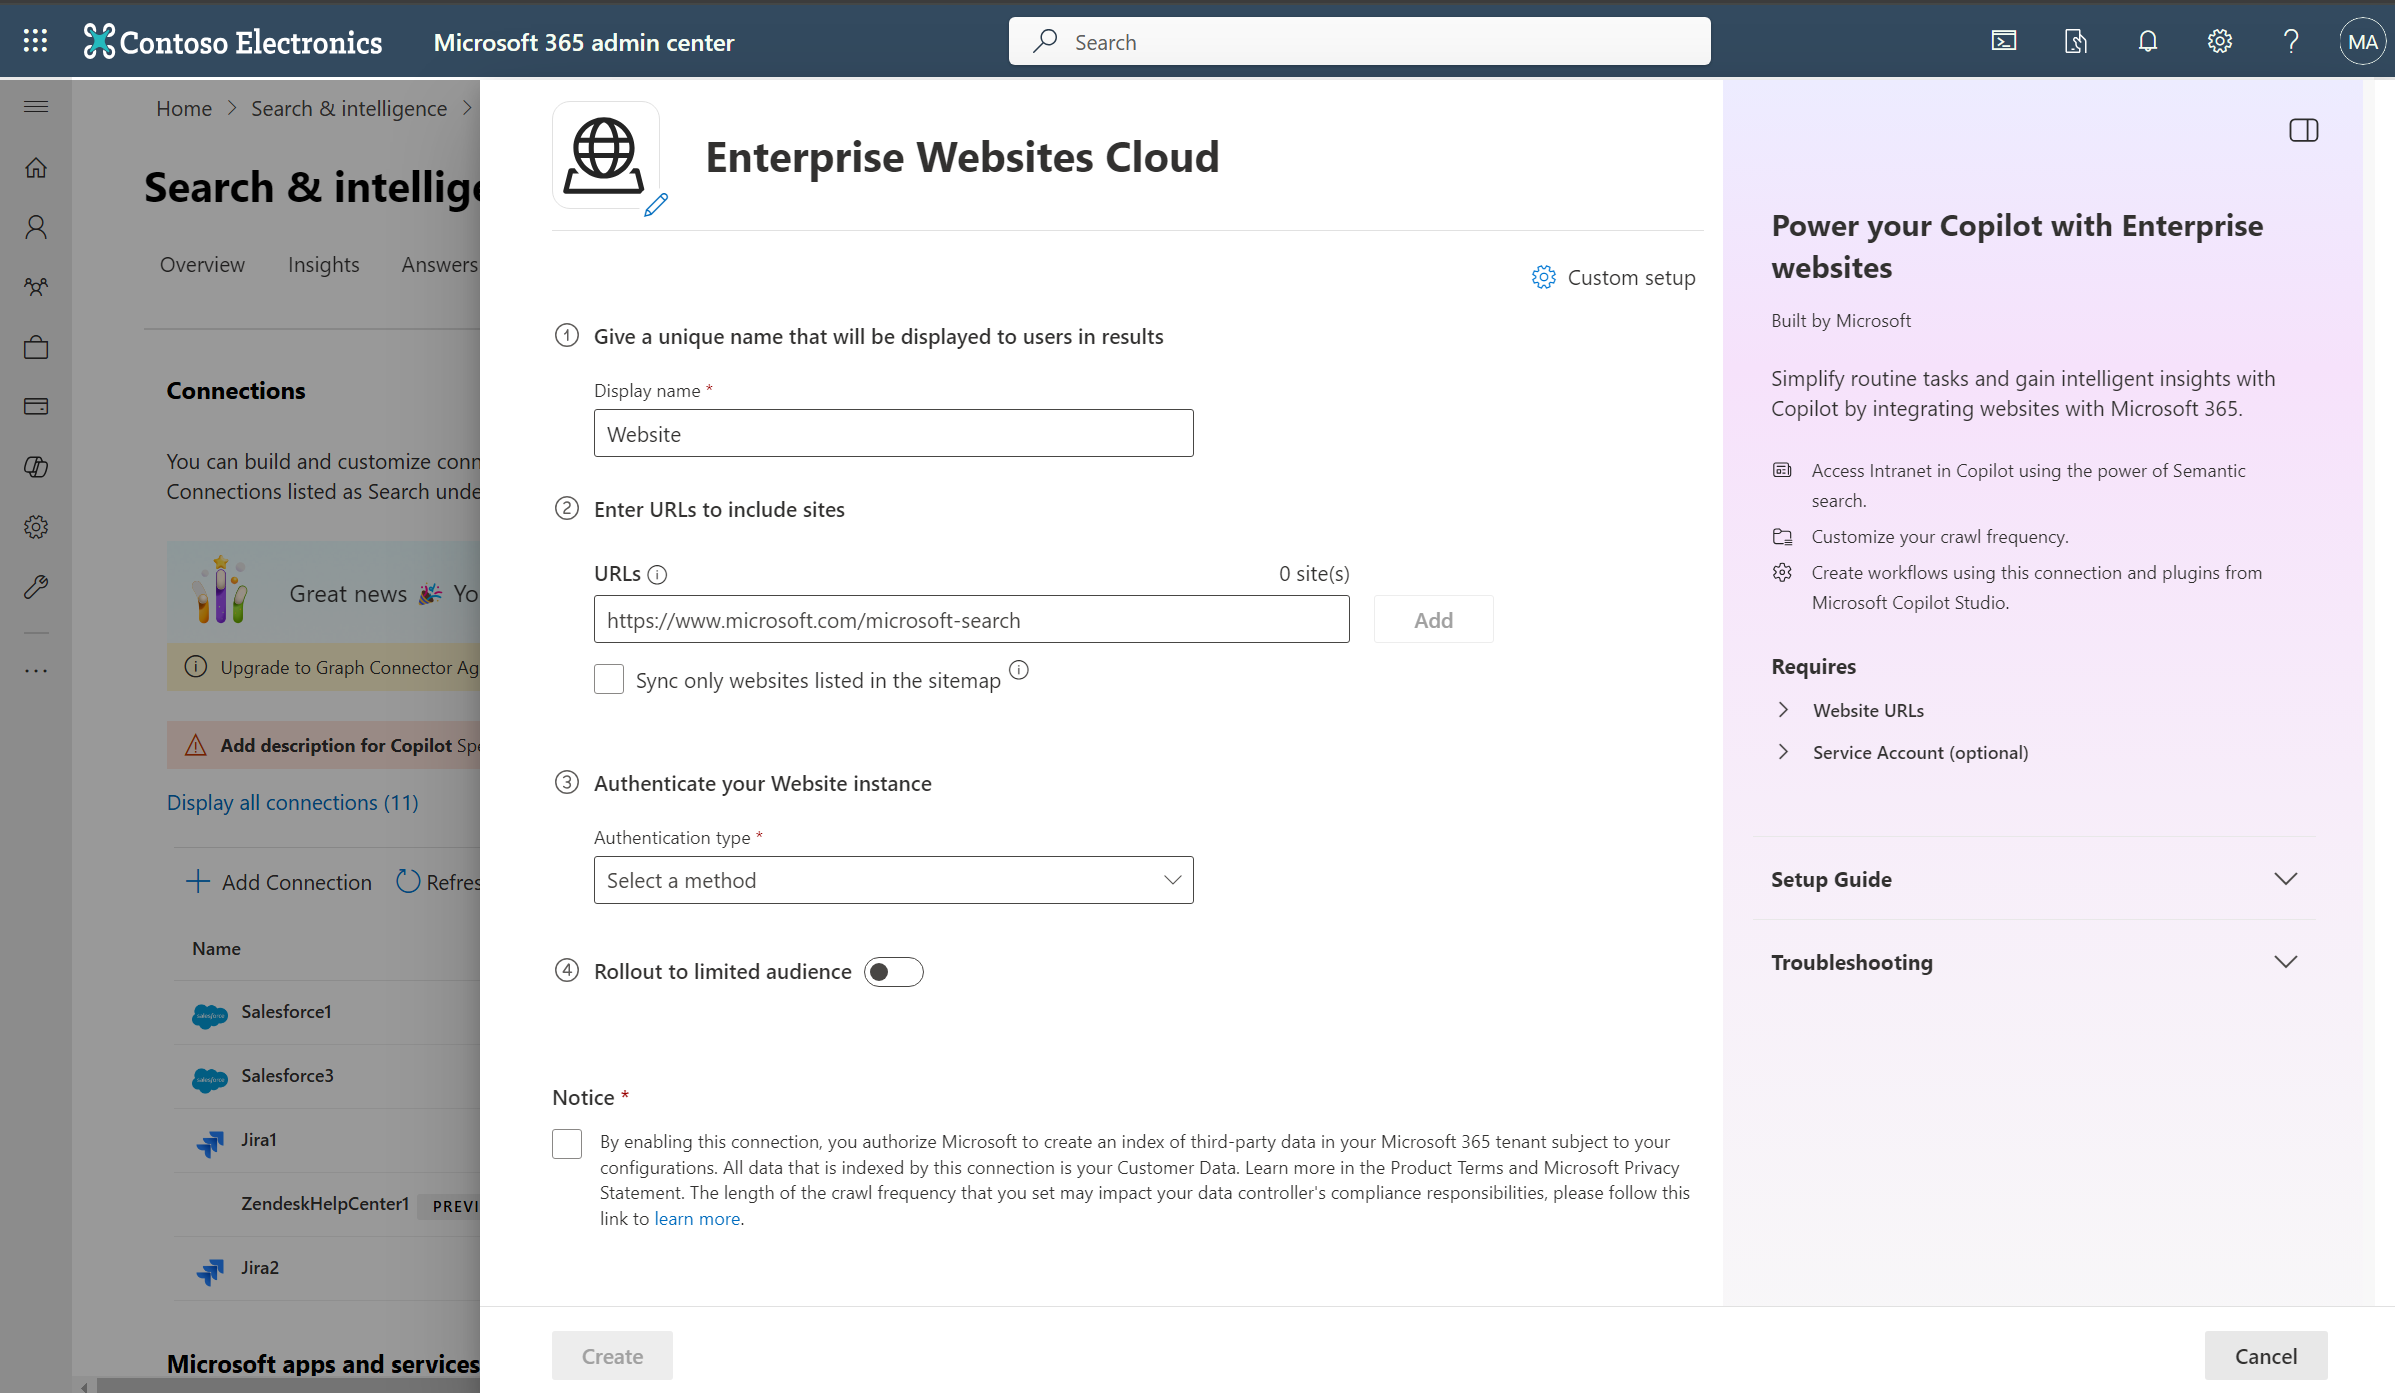 Contoso Electronics
Microsoft 365 admin center
Search
MA
Home > Search & intelligence >
Search & intellige
Overview
Insights
Answers
Connections
You can build and customize conn
Connections listed as Search unde
Great news 🎉 Yo
Upgrade to Graph Connector Ag
Add description for Copilot Spe
Display all connections (11)
Add Connection
Refres
Name
Salesforce1
Salesforce3
Jira1
ZendeskHelpCenter1 PREVI
Jira2
Microsoft apps and services
Enterprise Websites Cloud
Custom setup
1 Give a unique name that will be displayed to users in results
Display name *
Website
2 Enter URLs to include sites
URLs
0 site(s)
https://www.microsoft.com/microsoft-search
Add
Sync only websites listed in the sitemap
3 Authenticate your Website instance
Authentication type *
Select a method
4 Rollout to limited audience
Notice *
By enabling this connection, you authorize Microsoft to create an index of third-party data in your Microsoft 365 tenant subject to your
configurations. All data that is indexed by this connection is your Customer Data. Learn more in the Product Terms and Microsoft Privacy
Statement. The length of the crawl frequency that you set may impact your data controller's compliance responsibilities, please follow this
link to learn more.
Create
Cancel
Power your Copilot with Enterprise
websites
Built by Microsoft
Simplify routine tasks and gain intelligent insights with
Copilot by integrating websites with Microsoft 365.
Access Intranet in Copilot using the power of Semantic
search.
Customize your crawl frequency.
Create workflows using this connection and plugins from
Microsoft Copilot Studio.
Requires
Website URLs
Service Account (optional)
Setup Guide
Troubleshooting